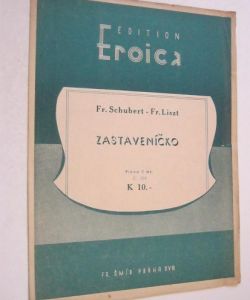 EDITION
Eroica
Fr. Schubert - Fr. Liszt
ZASTAVENÍČKO
K 10.-
FR. ŠMÍD PRAHA XVII